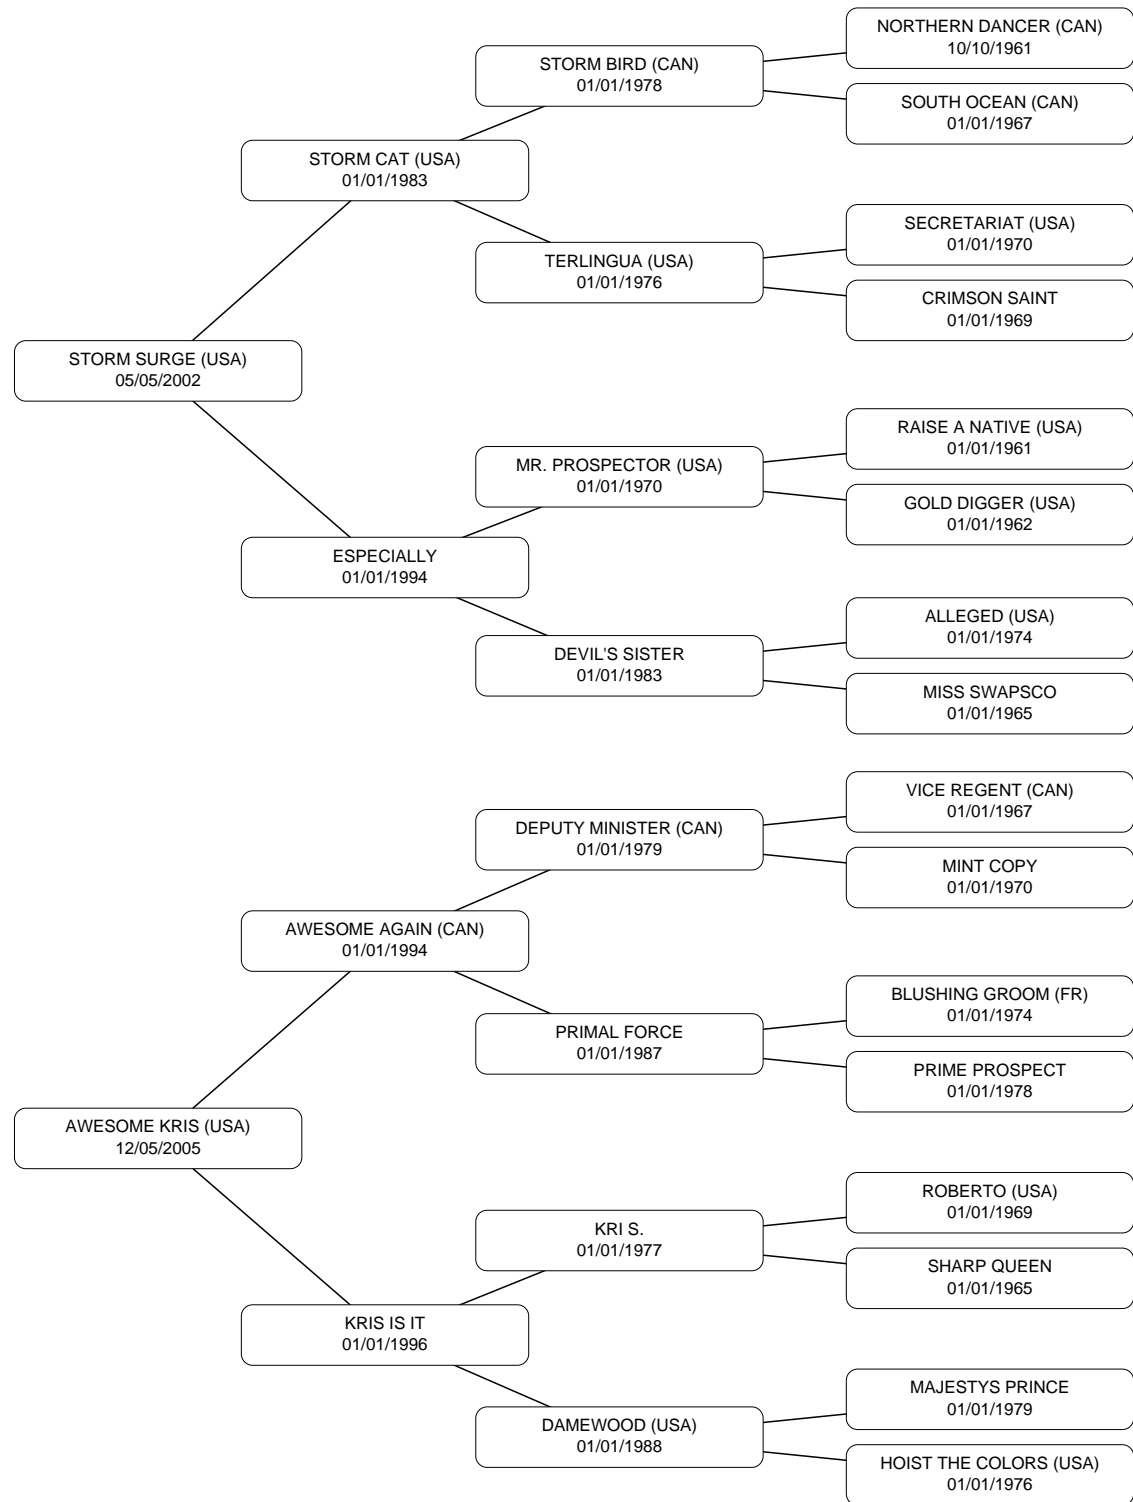 NORTHERN DANCER (CAN)
10/10/1961
STORM BIRD (CAN)
01/01/1978
SOUTH OCEAN (CAN)
01/01/1967
STORM CAT (USA)
01/01/1983
SECRETARIAT (USA)
01/01/1970
TERLINGUA (USA)
01/01/1976
CRIMSON SAINT
01/01/1969
STORM SURGE (USA)
05/05/2002
RAISE A NATIVE (USA)
01/01/1961
MR. PROSPECTOR (USA)
01/01/1970
GOLD DIGGER (USA)
01/01/1962
ESPECIALLY
01/01/1994
ALLEGED (USA)
01/01/1974
DEVIL'S SISTER
01/01/1983
MISS SWAPSCO
01/01/1965
VICE REGENT (CAN)
01/01/1967
DEPUTY MINISTER (CAN)
01/01/1979
MINT COPY
01/01/1970
AWESOME AGAIN (CAN)
01/01/1994
BLUSHING GROOM (FR)
01/01/1974
PRIMAL FORCE
01/01/1987
PRIME PROSPECT
01/01/1978
AWESOME KRIS (USA)
12/05/2005
ROBERTO (USA)
01/01/1969
KRI S.
01/01/1977
SHARP QUEEN
01/01/1965
KRIS IS IT
01/01/1996
MAJESTYS PRINCE
01/01/1979
DAMEWOOD (USA)
01/01/1988
HOIST THE COLORS (USA)
01/01/1976